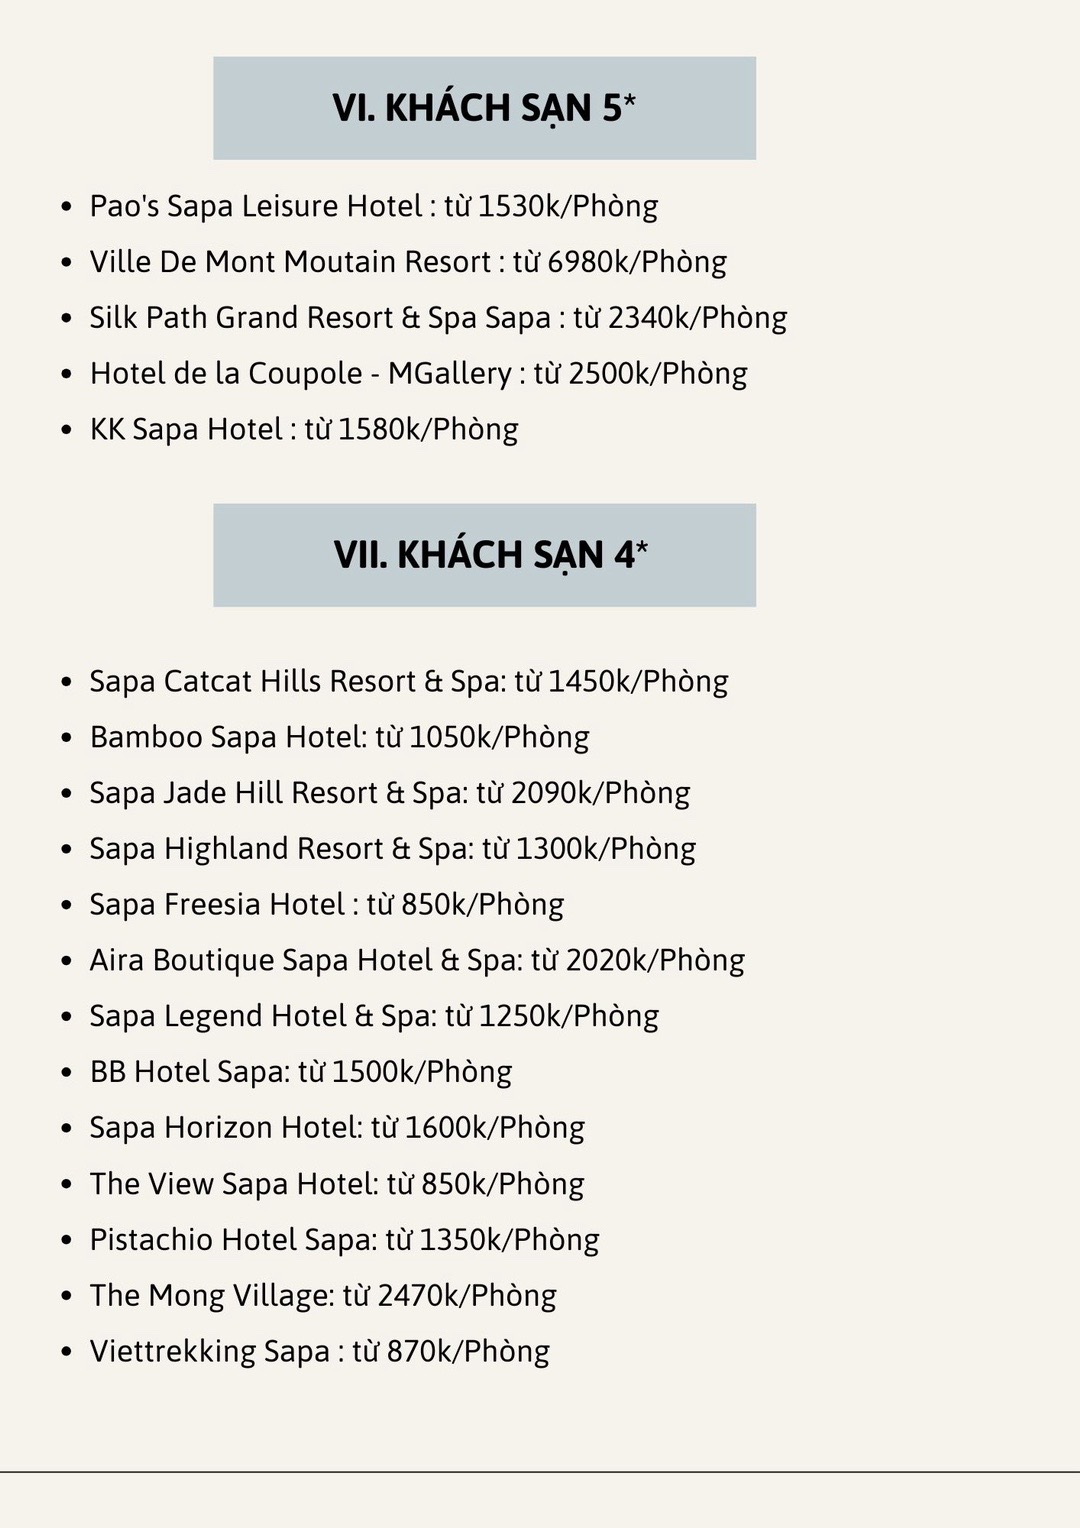 VI. KHÁCH SẠN 5*
• Pao's Sapa Leisure Hotel : từ 1530k/Phòng
• Ville De Mont Moutain Resort : từ 6980k/Phòng
• Silk Path Grand Resort & Spa Sapa : từ 2340k/Phòng
• Hotel de la Coupole - MGallery : từ 2500k/Phòng
• KK Sapa Hotel : từ 1580k/Phòng
VII. KHÁCH SẠN 4*
• Sapa Catcat Hills Resort & Spa: từ 1450k/Phòng
• Bamboo Sapa Hotel: từ 1050k/Phòng
• Sapa Jade Hill Resort & Spa: từ 2090k/Phòng
• Sapa Highland Resort & Spa: từ 1300k/Phòng
• Sapa Freesia Hotel : từ 850k/Phòng
• Aira Boutique Sapa Hotel & Spa: từ 2020k/Phòng
• Sapa Legend Hotel & Spa: từ 1250k/Phòng
• BB Hotel Sapa: từ 1500k/Phòng
• Sapa Horizon Hotel: từ 1600k/Phòng
• The View Sapa Hotel: từ 850k/Phòng
• Pistachio Hotel Sapa: từ 1350k/Phòng
• The Mong Village: từ 2470k/Phòng
• Viettrekking Sapa : từ 870k/Phòng